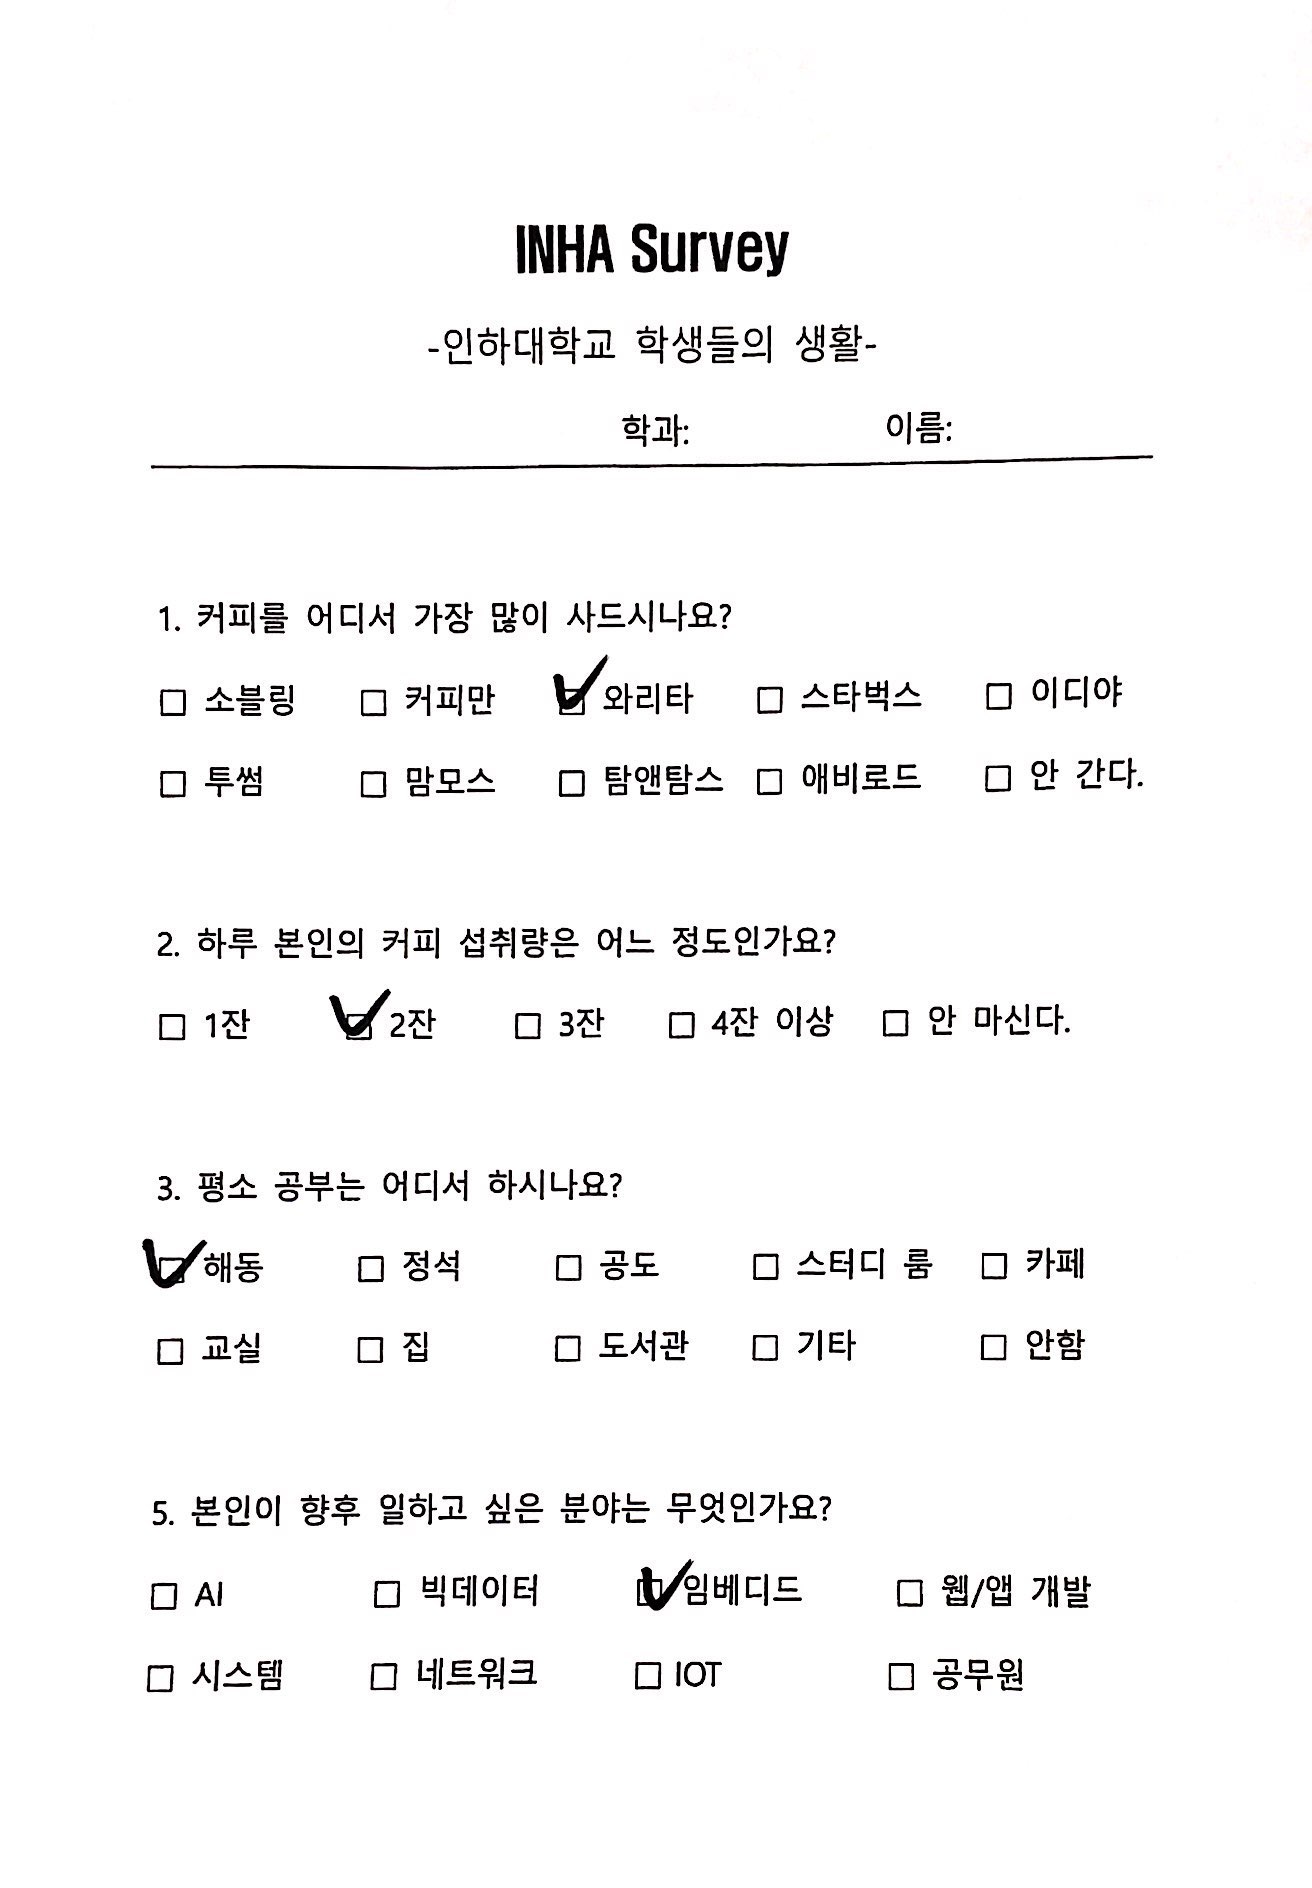 INHA Survey
-인하대학교 학생들의 생활-
학과: 이름:
1. 커피를 어디서 가장 많이 사드시나요?
□ 소블링 □ 커피만 ☑ 와리타 □ 스타벅스 □ 이디야
□ 투썸 □ 맘모스 □ 탐앤탐스 □ 애비로드 □ 안 간다.
2. 하루 본인의 커피 섭취량은 어느 정도인가요?
□ 1잔 ☑ 2잔 □ 3잔 □ 4잔 이상 □ 안 마신다.
3. 평소 공부는 어디서 하시나요?
☑ 해동 □ 정석 □ 공도 □ 스터디 룸 □ 카페
□ 교실 □ 집 □ 도서관 □ 기타 □ 안함
5. 본인이 향후 일하고 싶은 분야는 무엇인가요?
□ AI □ 빅데이터 ☑ 임베디드 □ 웹/앱 개발
□ 시스템 □ 네트워크 □ IOT □ 공무원